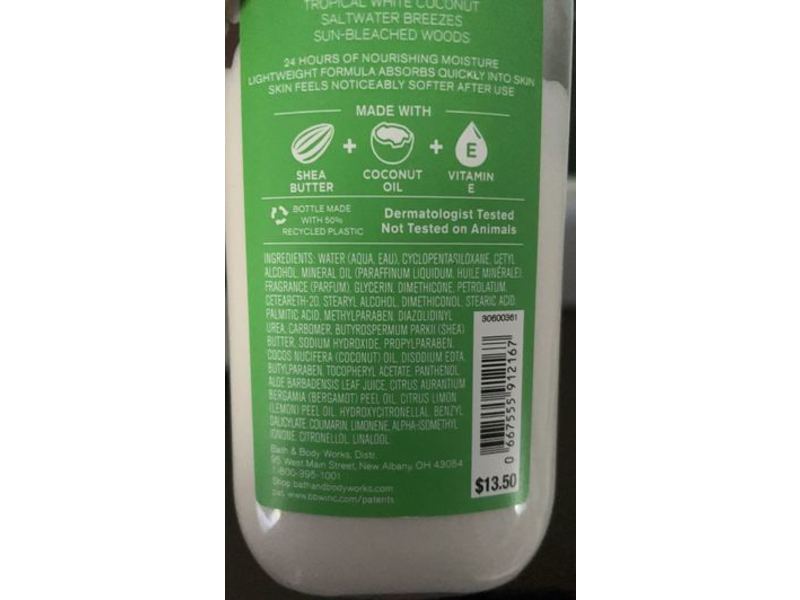 TROPICAL WHITE COCONUT
SALTWATER BREEZES
SUN-BLEACHED WOODS
24 HOURS OF NOURISHING MOISTURE
LIGHTWEIGHT FORMULA ABSORBS QUICKLY INTO SKIN
SKIN FEELS NOTICEABLY SOFTER AFTER USE
MADE WITH
SHEA BUTTER + COCONUT OIL + E VITAMIN E
BOTTLE MADE
WITH 50%
RECYCLED PLASTIC
Dermatologist Tested
Not Tested on Animals
INGREDIENTS: WATER (AQUA, EAU), CYCLOPENTASILOXANE, CETYL
ALCOHOL, MINERAL OIL (PARAFFINUM LIQUIDUM, HUILE MINÉRALE),
FRAGRANCE (PARFUM), GLYCERIN, DIMETHICONE, PETROLATUM,
CETEARETH-20, STEARYL ALCOHOL, DIMETHICONOL, STEARIC ACID,
PALMITIC ACID, METHYLPARABEN, DIAZOLIDINYL
UREA, CARBOMER, BUTYROSPERMUM PARKII (SHEA)
BUTTER, SODIUM HYDROXIDE, PROPYLPARABEN,
COCOS NUCIFERA (COCONUT) OIL, DISODIUM EDTA,
BUTYLPARABEN, TOCOPHERYL ACETATE, PANTHENOL,
ALOE BARBADENSIS LEAF JUICE, CITRUS AURANTIUM
BERGAMIA (BERGAMOT) PEEL OIL, CITRUS LIMON
(LEMON) PEEL OIL, HYDROXYCITRONELLAL, BENZYL
SALICYLATE, COUMARIN, LIMONENE, ALPHA-ISOMETHYL
IONONE, CITRONELLOL, LINALOOL.
Bath & Body Works, Distr.
95 West Main Street, New Albany, OH 43054
1-800-395-1001
Shop bathandbodyworks.com
pat. www.bbwinc.com/patents
30600361
0 667555 912167
$13.50